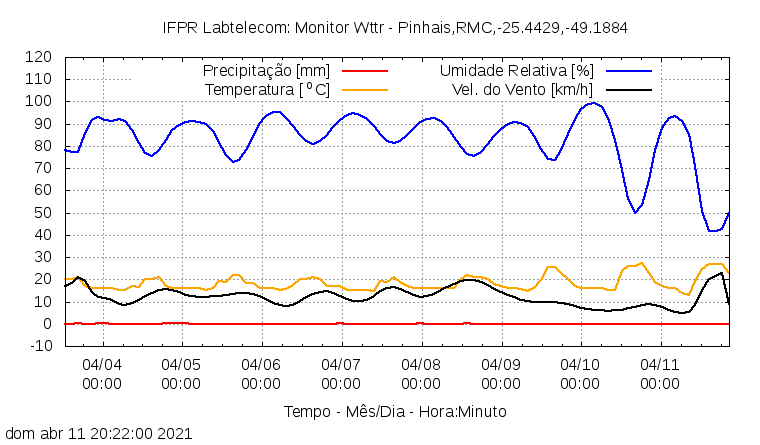 IFPR Labtelecom: Monitor Wttr - Pinhais,RMC,-25.4429,-49.1884
Precipitação [mm]
Temperatura [⁰C]
Umidade Relativa [%]
Vel. do Vento [km/h]
120
110
100
90
80
70
60
50
40
30
20
10
0
-10
04/04 04/05 04/06 04/07 04/08 04/09 04/10 04/11
00:00 00:00 00:00 00:00 00:00 00:00 00:00 00:00
Tempo - Mês/Dia - Hora:Minuto
dom abr 11 20:22:00 2021